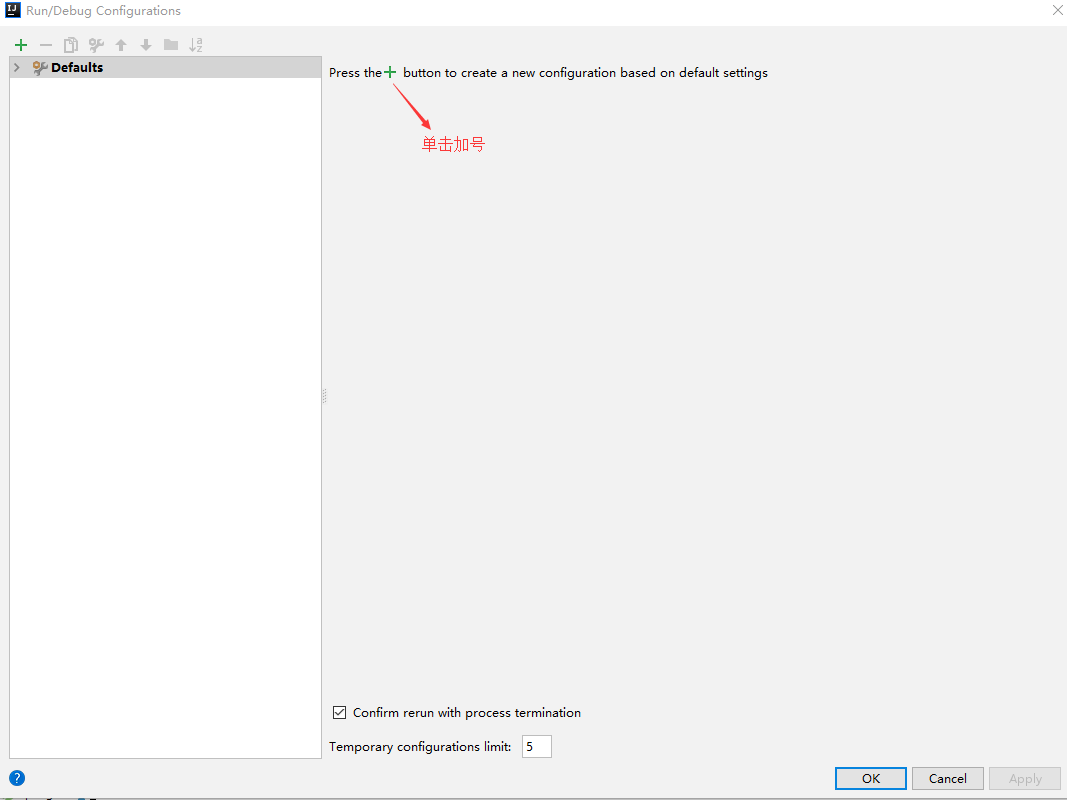 Run/Debug Configurations
Defaults
Press the + button to create a new configuration based on default settings
单击加号
Confirm rerun with process termination
Temporary configurations limit: 5
OK Cancel Apply